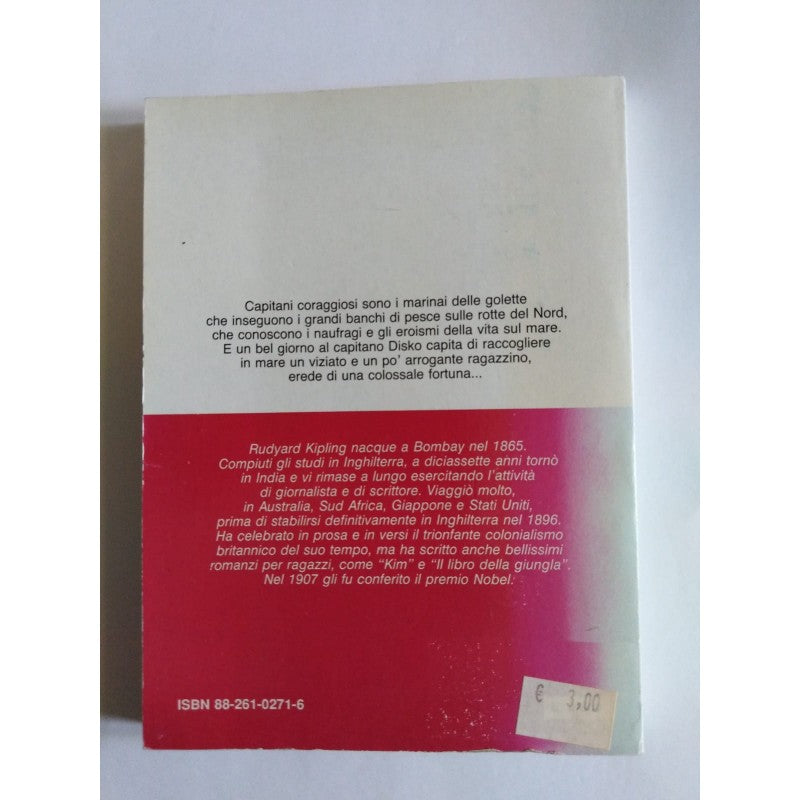 Capitani coraggiosi sono i marinai delle golette
che inseguono i grandi banchi di pesce sulle rotte del Nord,
che conoscono i naufragi e gli eroismi della vita sul mare.
E un bel giorno al capitano Disko capita di raccogliere
in mare un viziato e un po' arrogante ragazzino,
erede di una colossale fortuna...
Rudyard Kipling nacque a Bombay nel 1865.
Compiuti gli studi in Inghilterra, a diciassette anni tornò
in India e vi rimase a lungo esercitando l'attività
di giornalista e di scrittore. Viaggiò molto,
in Australia, Sud Africa, Giappone e Stati Uniti,
prima di stabilirsi definitivamente in Inghilterra nel 1896.
Ha celebrato in prosa e in versi il trionfante colonialismo
britannico del suo tempo, ma ha scritto anche bellissimi
romanzi per ragazzi, come "Kim" e "Il libro della giungla".
Nel 1907 gli fu conferito il premio Nobel.
ISBN 88-261-0271-6
€ 3,00